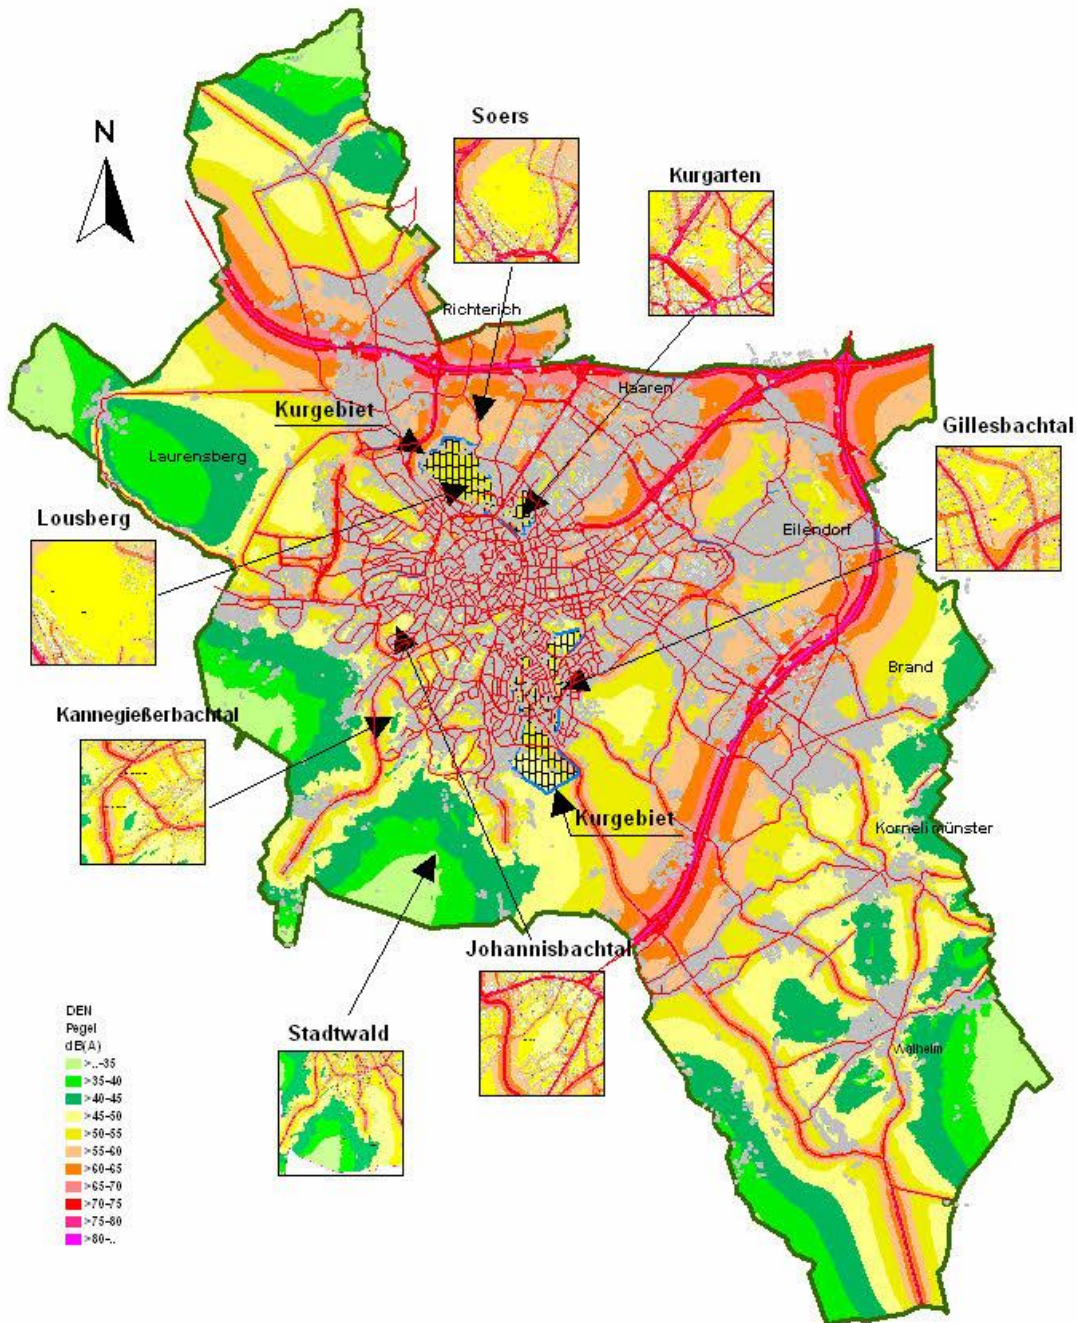 N
Soers
Kurgarten
Richterich
Haaren
Kurgebiet
Gillesbachtal
Laurensberg
Lousberg
Eilendorf
Brand
Kannegießerbachtal
Kurgebiet
Kornelimünster
Johannisbachtal
Stadtwald
Walheim
DEN
Pegel
dB(A)
>..-35
>35-40
>40-45
>45-50
>50-55
>55-60
>60-65
>65-70
>70-75
>75-80
>80-..